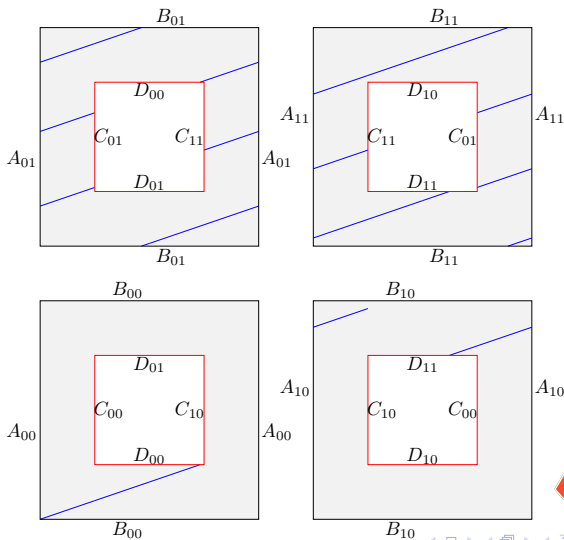 B₀₁ B₁₁
D₀₀ D₁₀
A₀₁ C₀₁ C₁₁ A₀₁ A₁₁ C₁₁ C₀₁ A₁₁
D₀₁ D₁₁
B₀₁ B₁₁
B₀₀ B₁₀
D₀₁ D₁₁
A₀₀ C₀₀ C₁₀ A₀₀ A₁₀ C₁₀ C₀₀ A₁₀
D₀₀ D₁₀
B₀₀ B₁₀